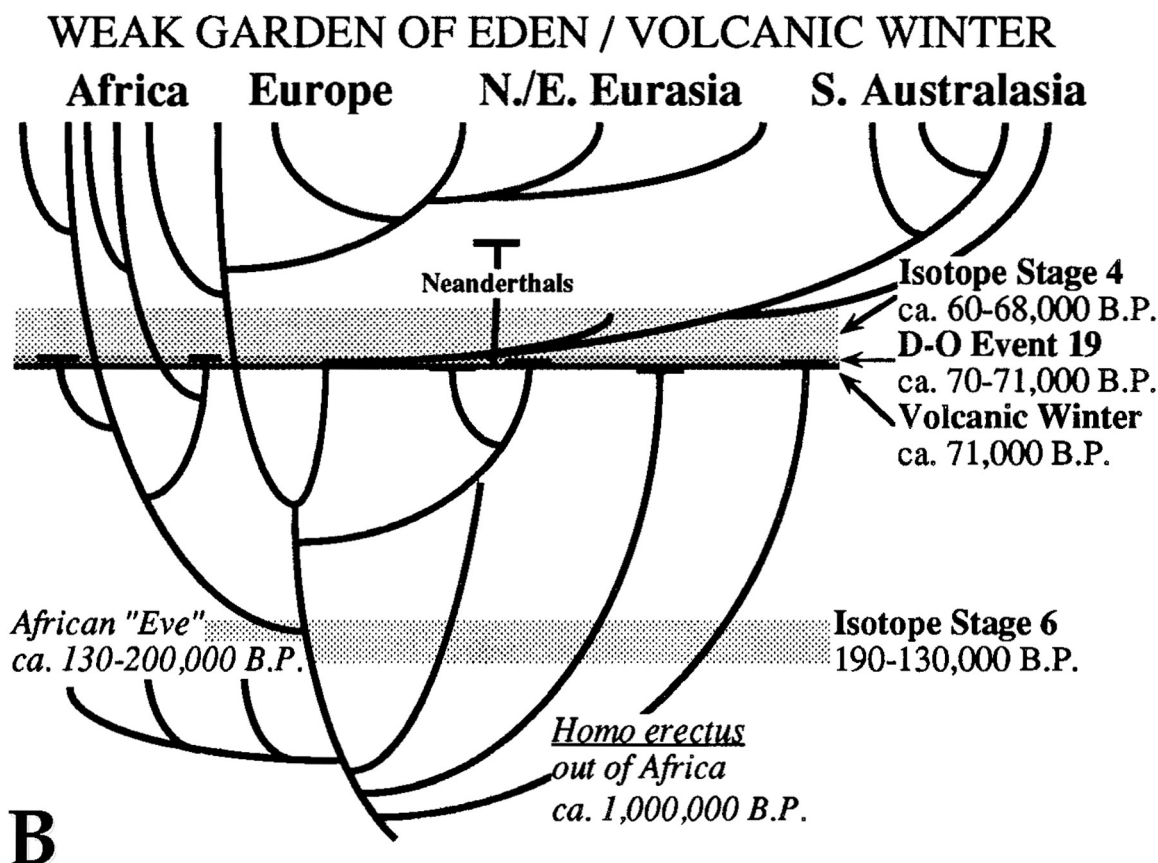 WEAK GARDEN OF EDEN / VOLCANIC WINTER
Africa Europe N./E. Eurasia S. Australasia
Neanderthals
Isotope Stage 4
ca. 60-68,000 B.P.
D-O Event 19
ca. 70-71,000 B.P.
Volcanic Winter
ca. 71,000 B.P.
African "Eve"
ca. 130-200,000 B.P.
Isotope Stage 6
190-130,000 B.P.
Homo erectus
out of Africa
ca. 1,000,000 B.P.
B